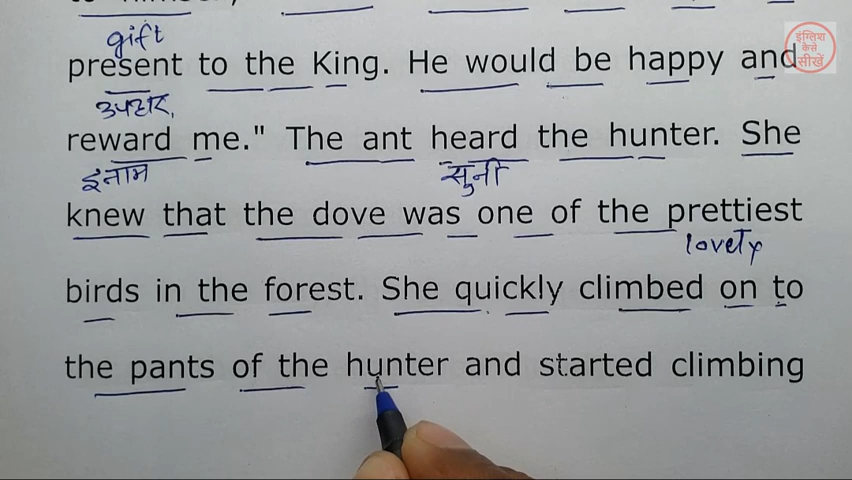 to himself,
gift
present to the King. He would be happy and
उपहार,
reward me." The ant heard the hunter. She
इनाम सुनी
knew that the dove was one of the prettiest
lovely
birds in the forest. She quickly climbed on to
the pants of the hunter and started climbing
इंग्लिश
कैसे
सीखें